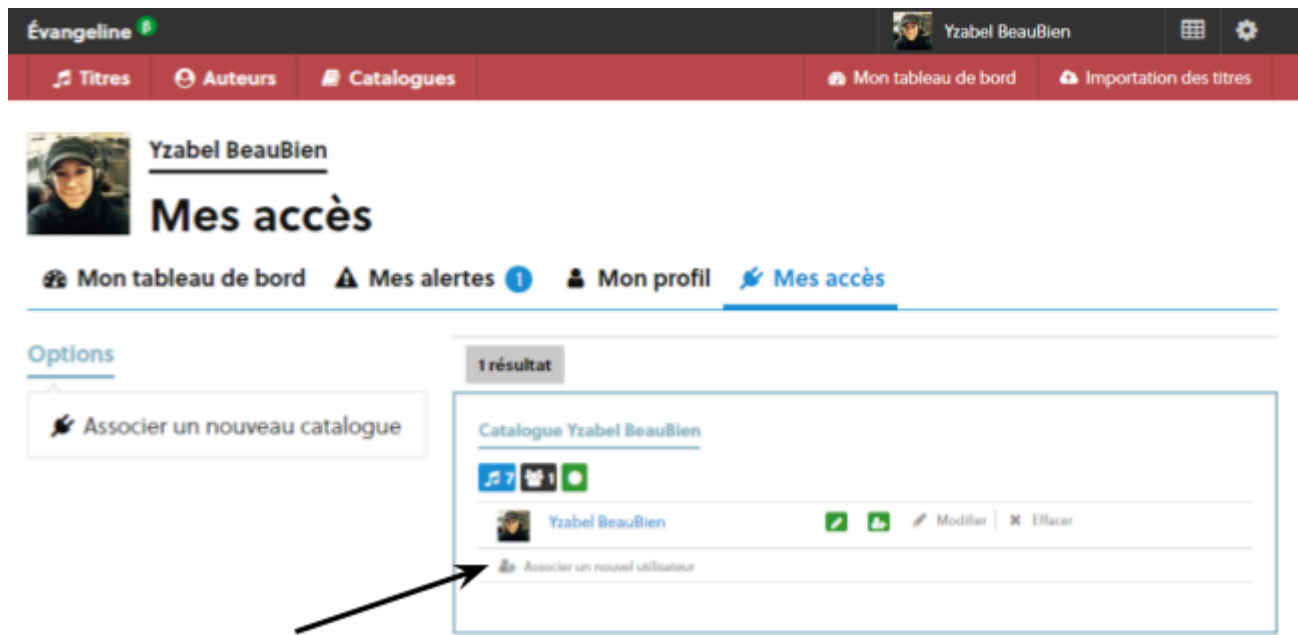 Évangeline β
Yzabel BeauBien
Titres Auteurs Catalogues Mon tableau de bord Importation des titres
Yzabel BeauBien
Mes accès
Mon tableau de bord Mes alertes 1 Mon profil Mes accès
Options
1 résultat
Associer un nouveau catalogue
Catalogue Yzabel BeauBien
7 1
Yzabel BeauBien Modifier Effacer
Associer un nouvel utilisateur